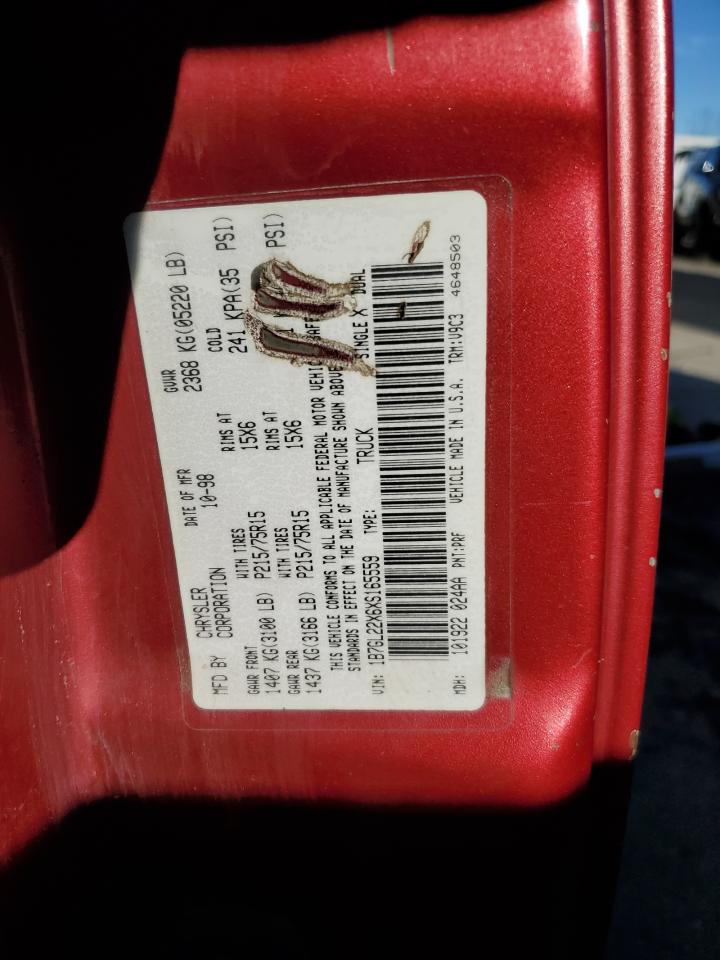 MFD BY CHRYSLER CORPORATION DATE OF MFR 10-98 GVWR 2368 KG(05220 LB)
GAWR FRONT WITH TIRES RIMS AT COLD
1407 KG(3100 LB) P215/75R15 15X6 241 KPA(35 PSI)
GAWR REAR WITH TIRES RIMS AT
1437 KG(3166 LB) P215/75R15 15X6 PSI)
THIS VEHICLE CONFORMS TO ALL APPLICABLE FEDERAL MOTOR
STANDARDS IN EFFECT ON THE DATE OF MANUFACTURE SHOWN ABOVE
VIN: 1B7GL22X6XS165559 TYPE: TRUCK SINGLE X DUAL
MDH: 101922 024AA PNT:PRF VEHICLE MADE IN U.S.A. TRM:V9C3 4648503